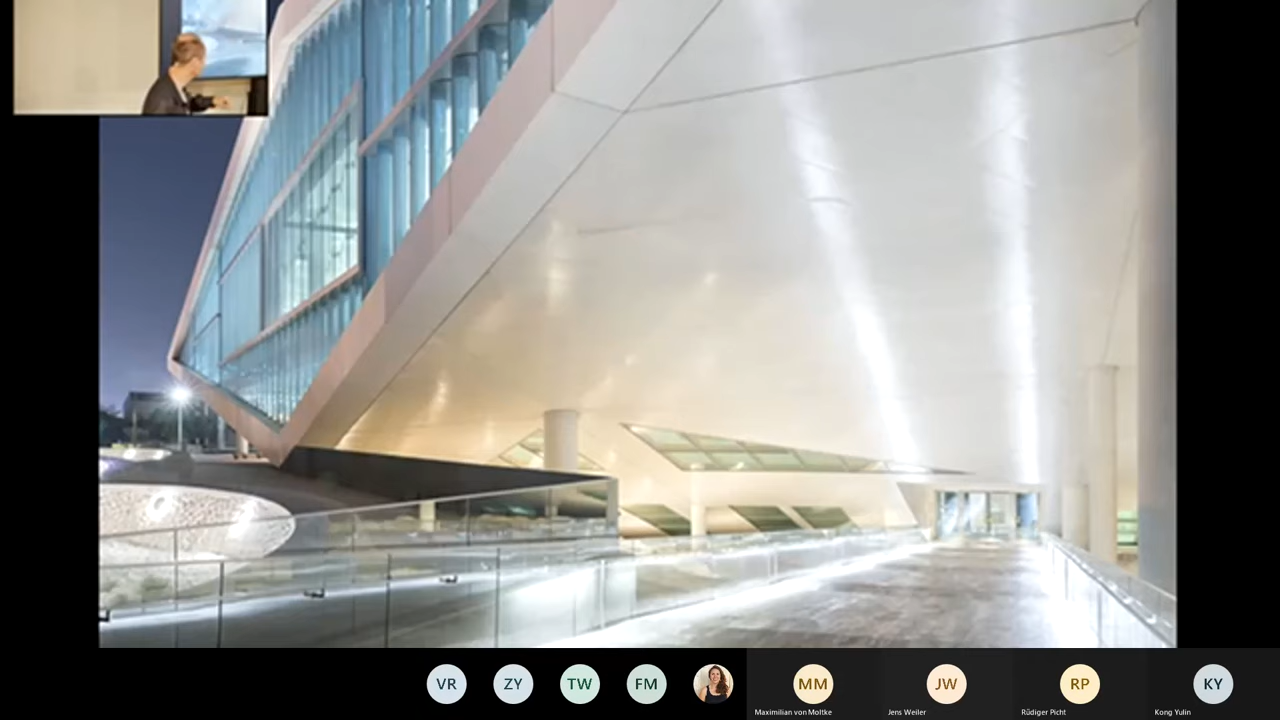 VR
ZY
TW
FM
MM
JW
RP
KY
Maximilian von Moltke
Jens Weiler
Rüdiger Picht
Kong Yulin